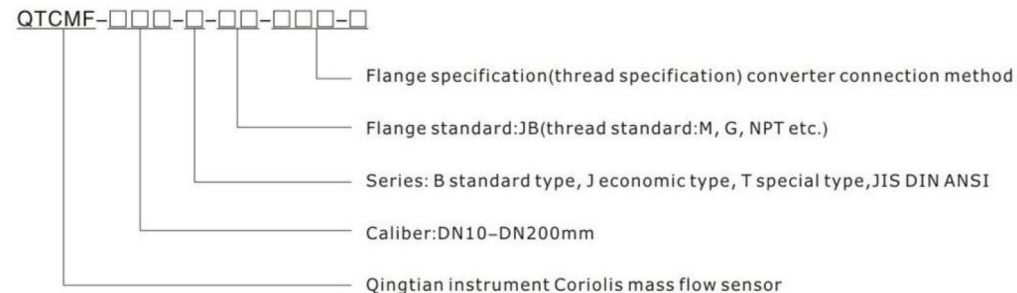 QTCMF-□□□-□-□□-□□□-□
Flange specification(thread specification) converter connection method
Flange standard:JB(thread standard:M, G, NPT etc.)
Series: B standard type, J economic type, T special type,JIS DIN ANSI
Caliber:DN10-DN200mm
Qingtian instrument Coriolis mass flow sensor